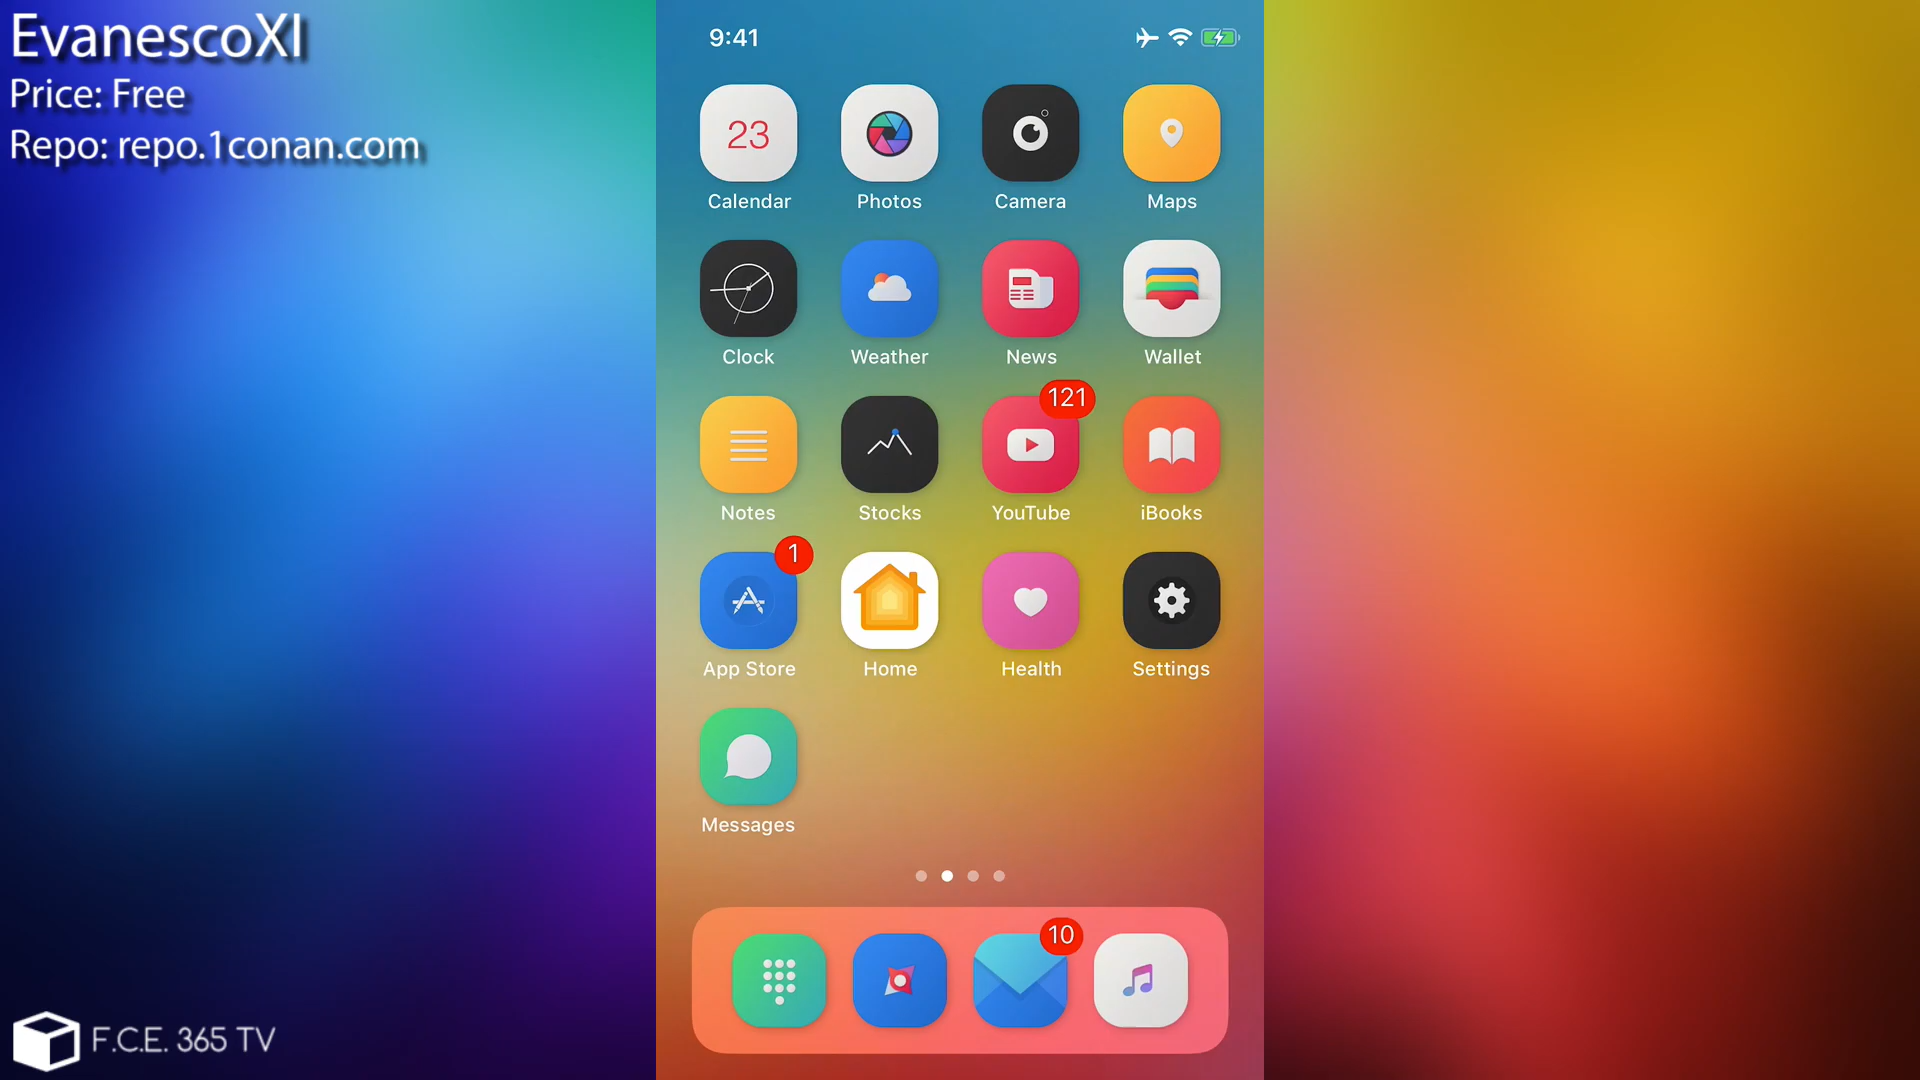 EvanescoXI
Price: Free
Repo: repo.1conan.com
9:41
23
Calendar
Photos
Camera
Maps
Clock
Weather
News
Wallet
121
Notes
Stocks
YouTube
iBooks
1
App Store
Home
Health
Settings
Messages
10
F.C.E. 365 TV